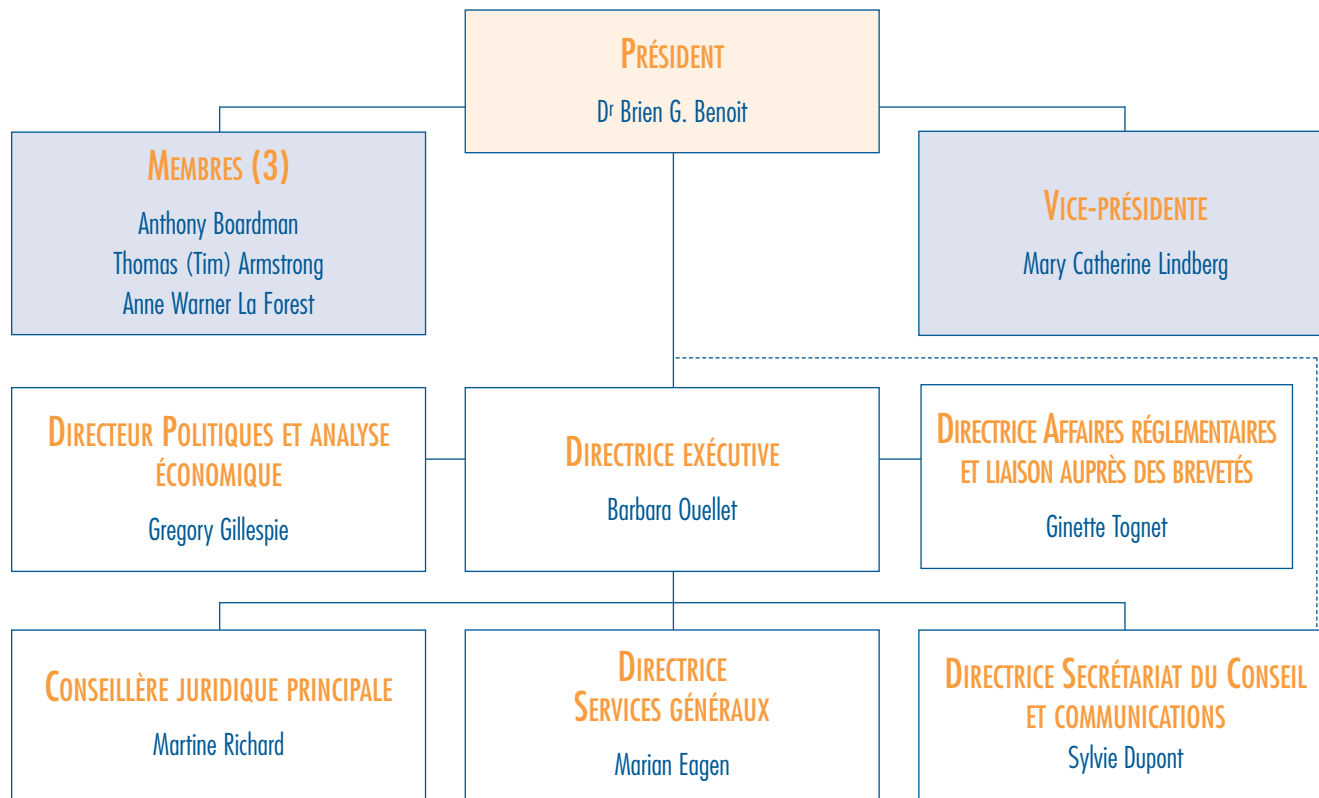 Président
Dr Brien G. Benoit
Membres (3)
Anthony Boardman
Thomas (Tim) Armstrong
Anne Warner La Forest
Vice-présidente
Mary Catherine Lindberg
Directeur Politiques et analyse
économique
Gregory Gillespie
Directrice exécutive
Barbara Ouellet
Directrice Affaires réglementaires
et liaison auprès des brevetés
Ginette Tognet
Conseillère juridique principale
Martine Richard
Directrice
Services généraux
Marian Eagen
Directrice Secrétariat du Conseil
et communications
Sylvie Dupont